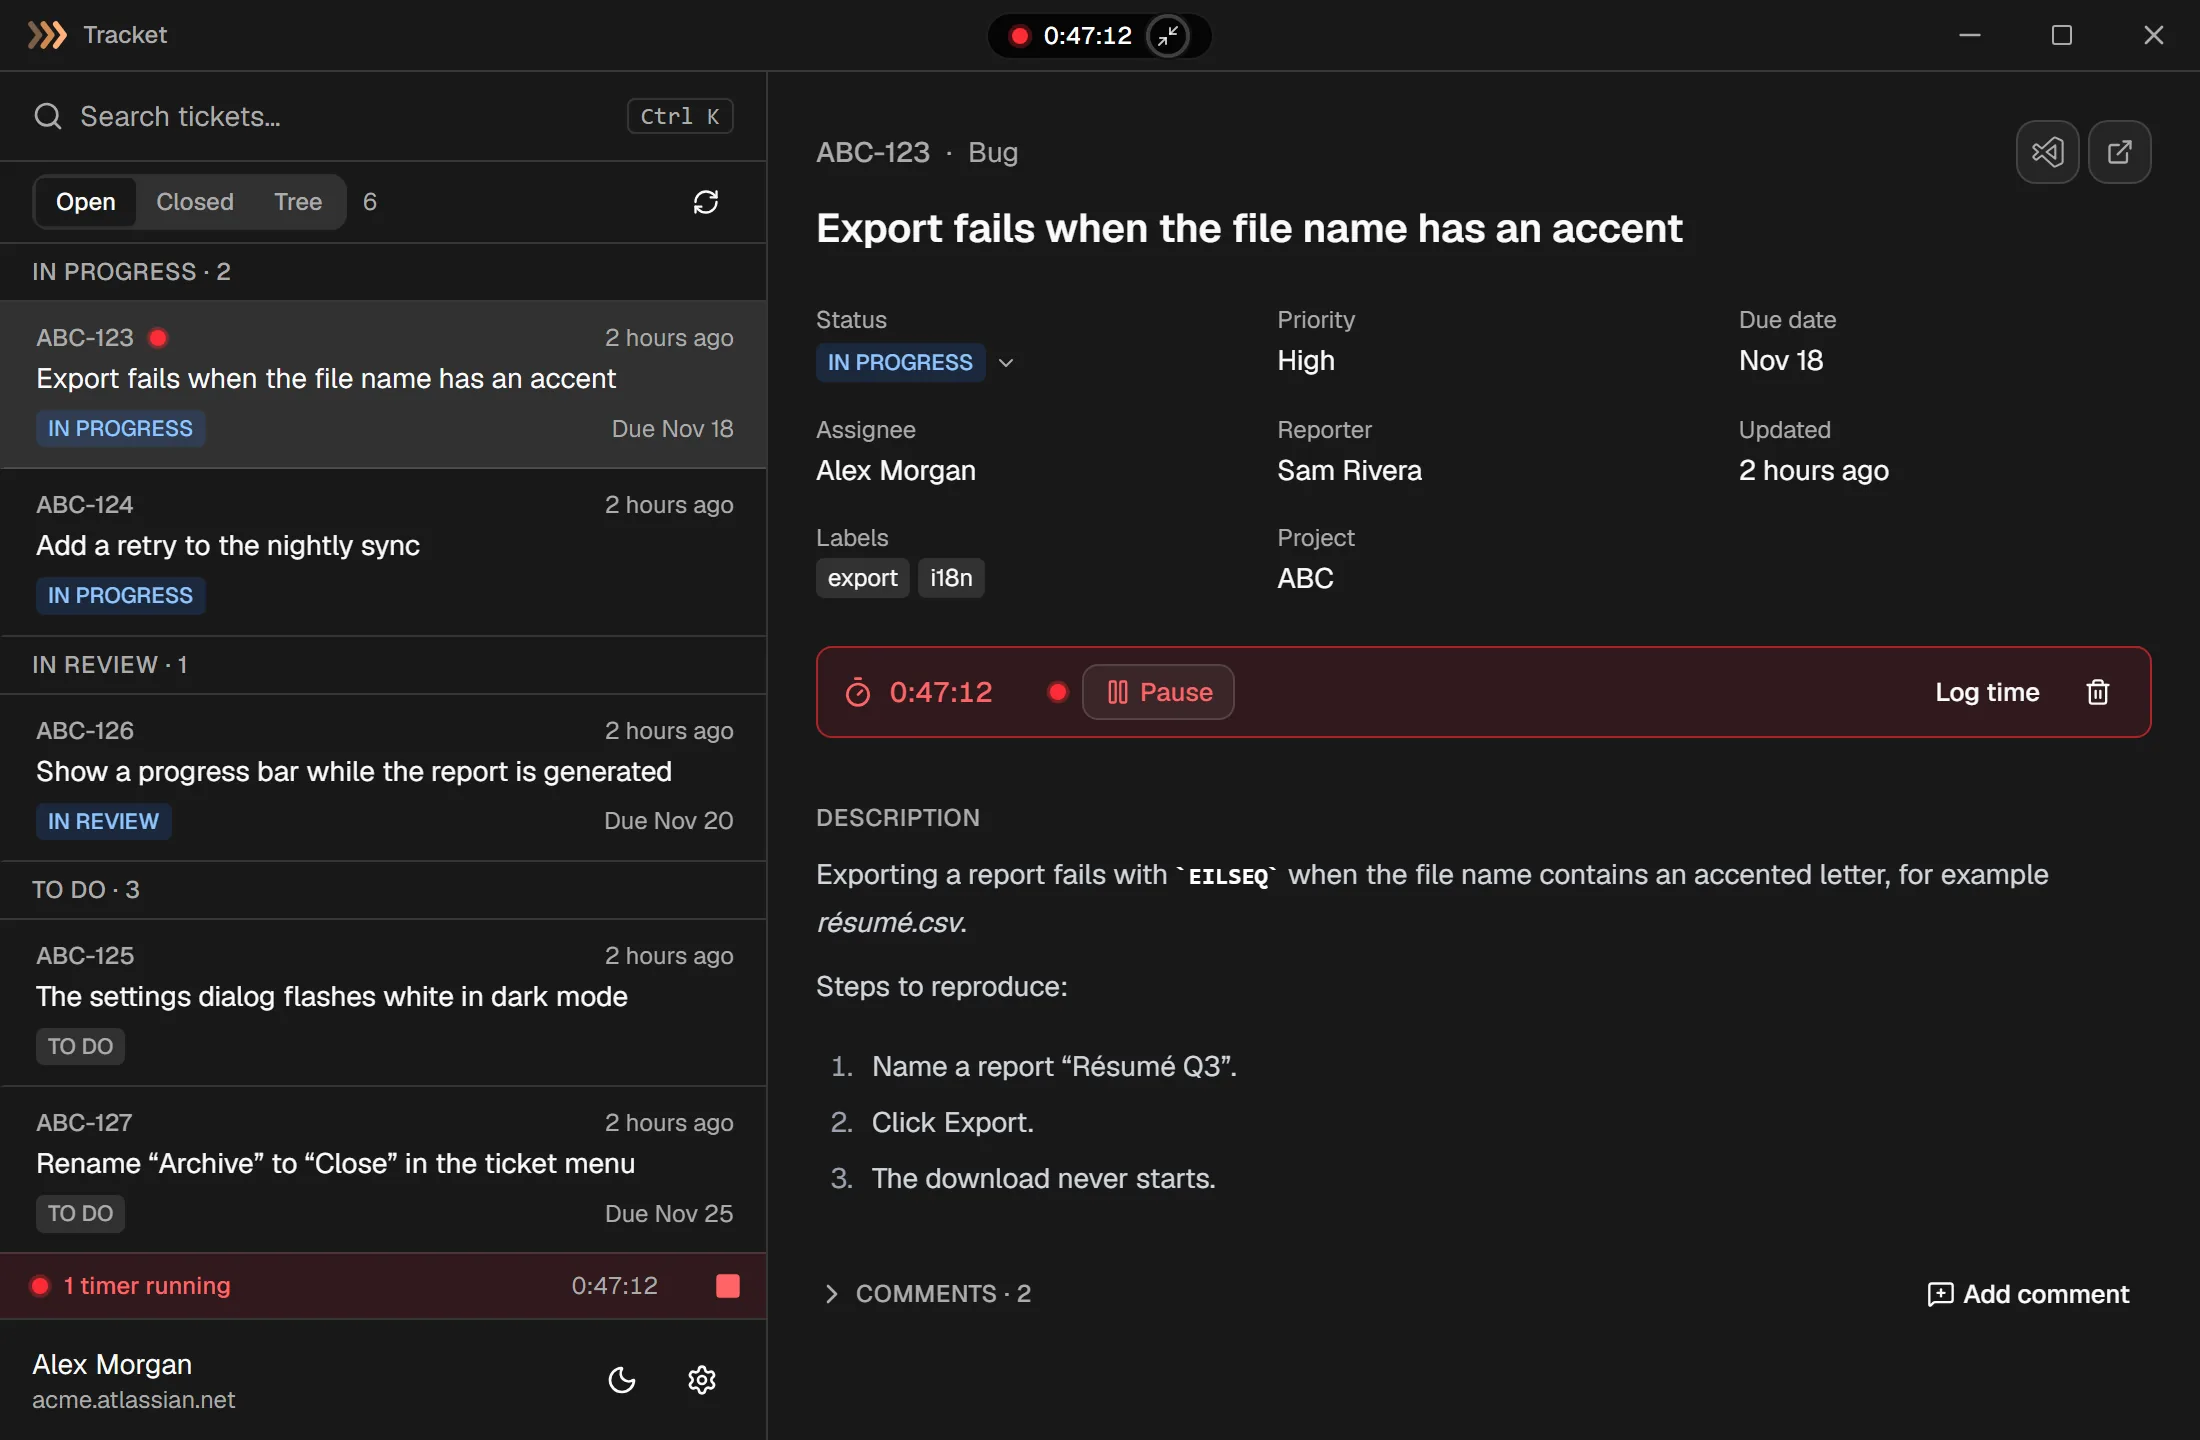 Tracket
0:47:12
Search tickets...
Ctrl K
Open
Closed
Tree
6
IN PROGRESS · 2
ABC-123
2 hours ago
Export fails when the file name has an accent
IN PROGRESS
Due Nov 18
ABC-124
2 hours ago
Add a retry to the nightly sync
IN PROGRESS
IN REVIEW · 1
ABC-126
2 hours ago
Show a progress bar while the report is generated
IN REVIEW
Due Nov 20
TO DO · 3
ABC-125
2 hours ago
The settings dialog flashes white in dark mode
TO DO
ABC-127
2 hours ago
Rename “Archive” to “Close” in the ticket menu
TO DO
Due Nov 25
1 timer running
0:47:12
Alex Morgan
acme.atlassian.net
ABC-123 · Bug
Export fails when the file name has an accent
Status
IN PROGRESS
Priority
High
Due date
Nov 18
Assignee
Alex Morgan
Reporter
Sam Rivera
Updated
2 hours ago
Labels
export
i18n
Project
ABC
0:47:12
Pause
Log time
DESCRIPTION
Exporting a report fails with `EILSEQ` when the file name contains an accented letter, for example
résumé.csv.
Steps to reproduce:
1. Name a report “Résumé Q3”.
2. Click Export.
3. The download never starts.
COMMENTS · 2
Add comment